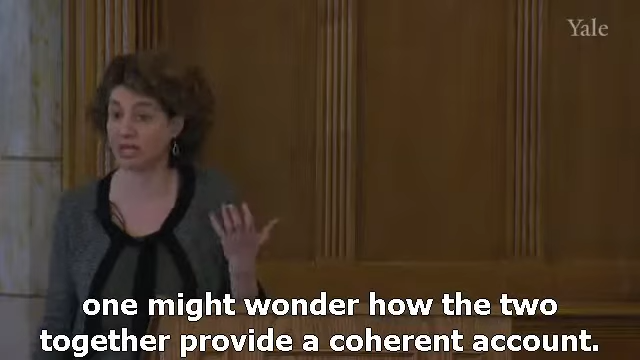 Yale
one might wonder how the two
together provide a coherent account.